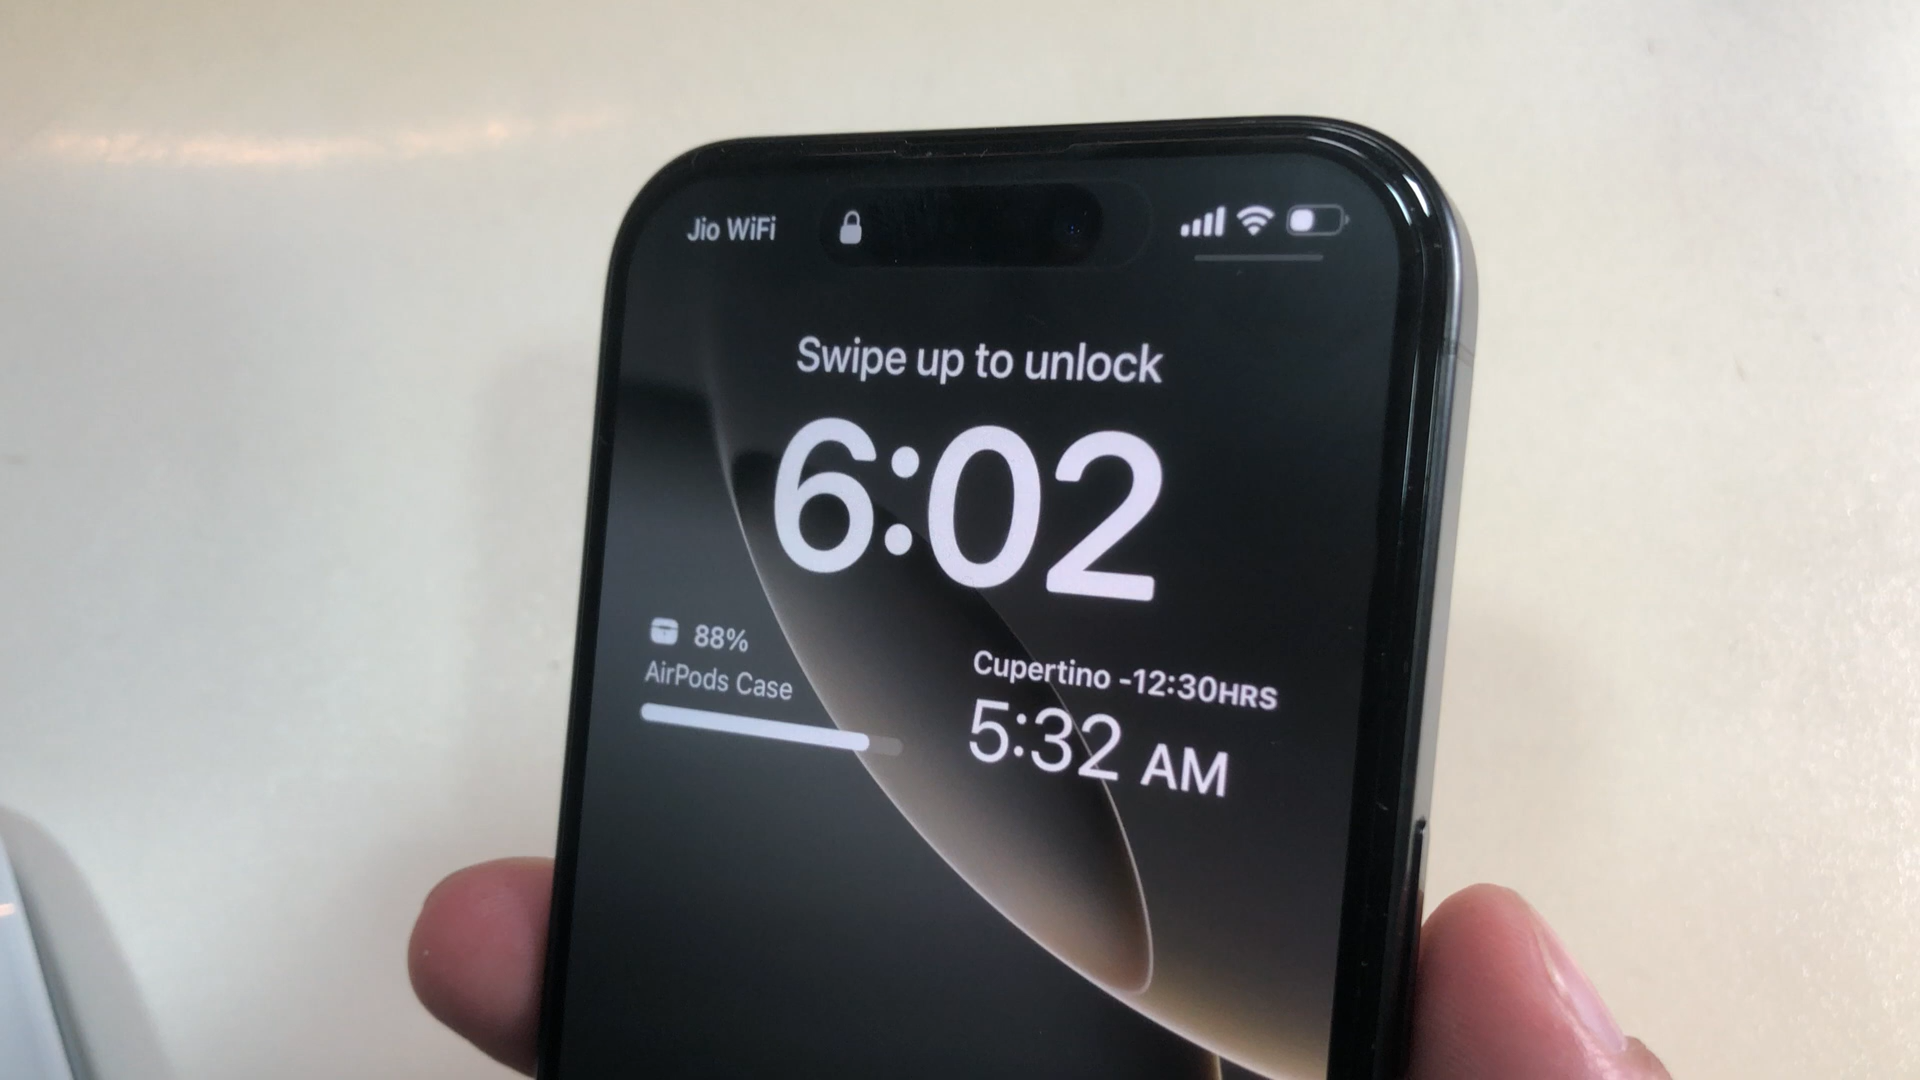 Jio WiFi
Swipe up to unlock
6:02
88%
AirPods Case
Cupertino -12:30HRS
5:32 AM